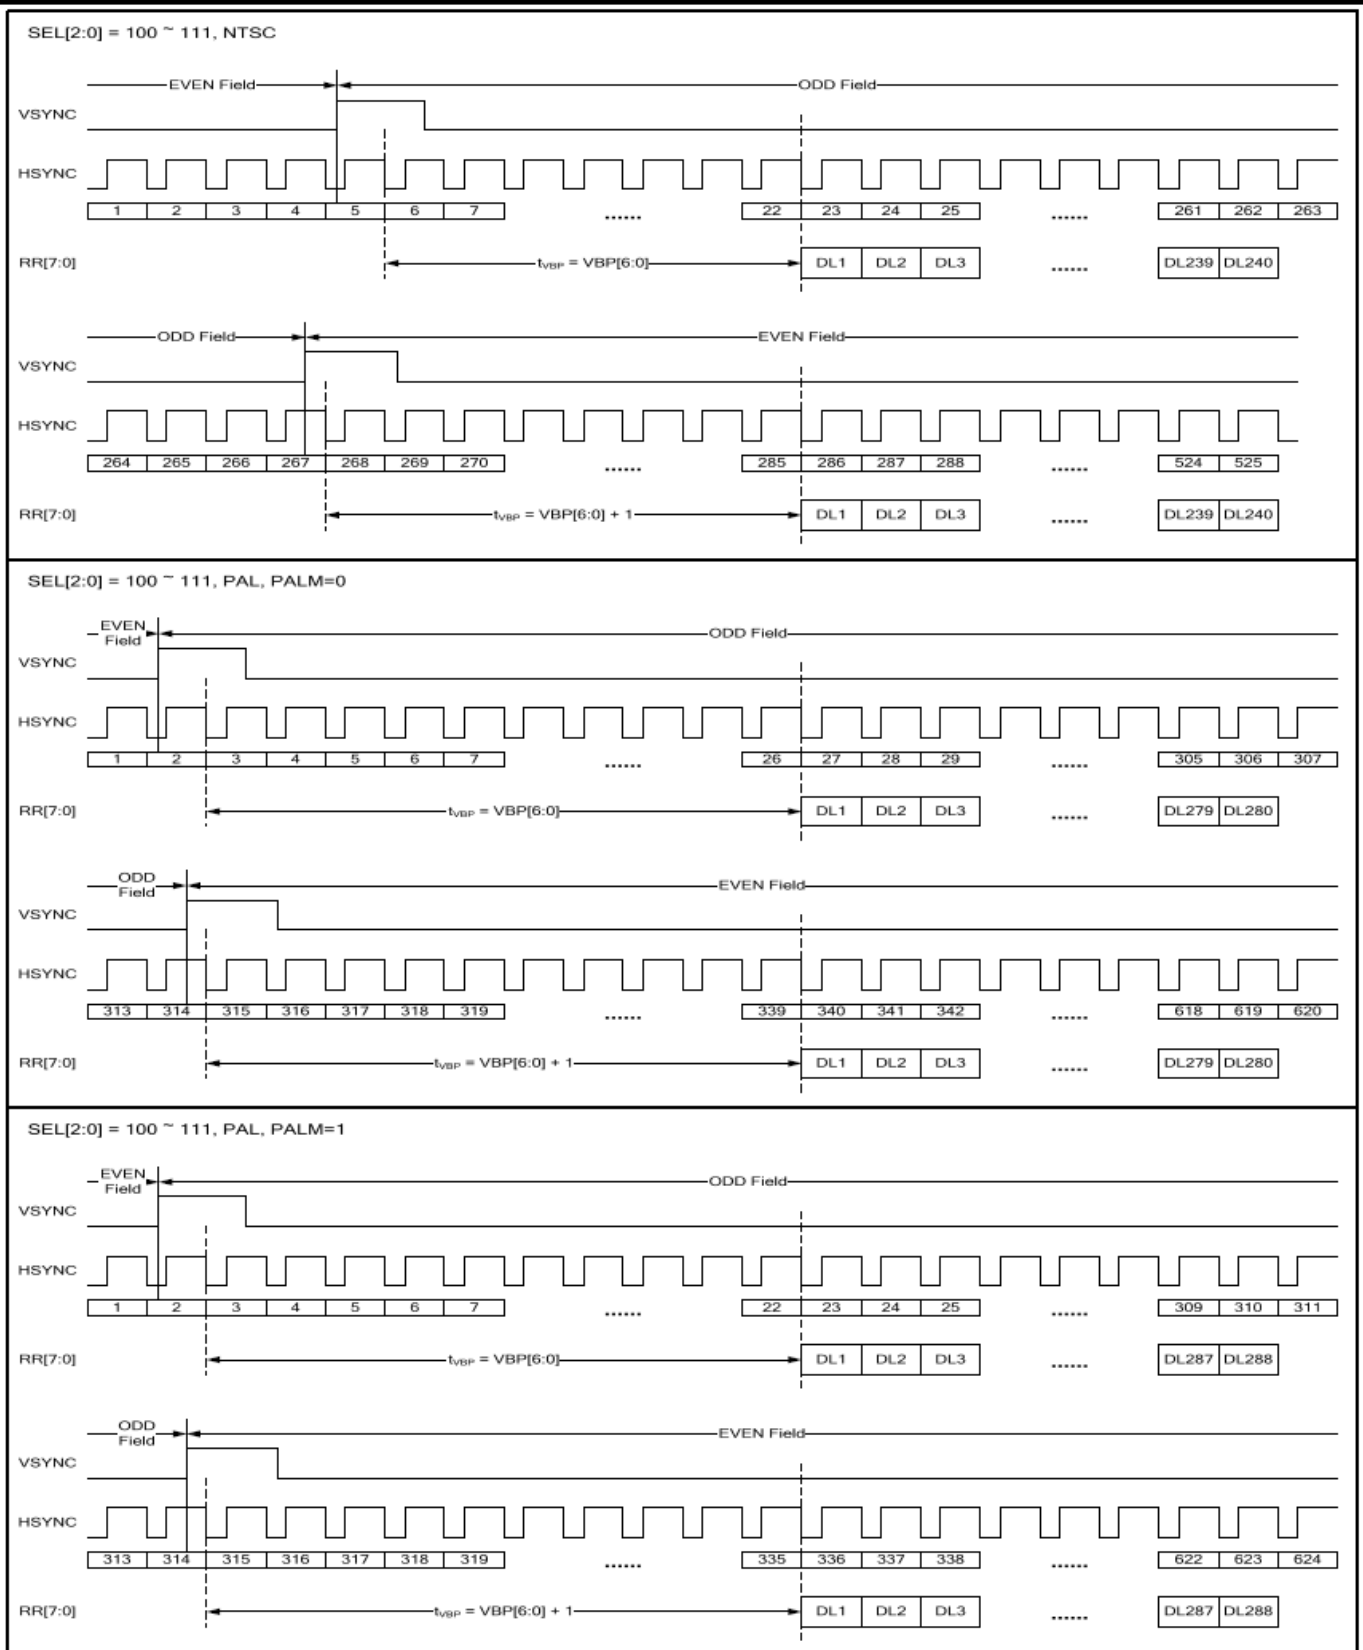 SEL[2:0] = 100 ~ 111, NTSC
EVEN Field ODD Field
VSYNC
HSYNC
1 2 3 4 5 6 7 ...... 22 23 24 25 ...... 261 262 263
RR[7:0] tVBP = VBP[6:0] DL1 DL2 DL3 ...... DL239 DL240
ODD Field EVEN Field
VSYNC
HSYNC
264 265 266 267 268 269 270 ...... 285 286 287 288 ...... 524 525
RR[7:0] tVBP = VBP[6:0] + 1 DL1 DL2 DL3 ...... DL239 DL240
SEL[2:0] = 100 ~ 111, PAL, PALM=0
EVEN Field ODD Field
VSYNC
HSYNC
1 2 3 4 5 6 7 ...... 26 27 28 29 ...... 305 306 307
RR[7:0] tVBP = VBP[6:0] DL1 DL2 DL3 ...... DL279 DL280
ODD Field EVEN Field
VSYNC
HSYNC
313 314 315 316 317 318 319 ...... 339 340 341 342 ...... 618 619 620
RR[7:0] tVBP = VBP[6:0] + 1 DL1 DL2 DL3 ...... DL279 DL280
SEL[2:0] = 100 ~ 111, PAL, PALM=1
EVEN Field ODD Field
VSYNC
HSYNC
1 2 3 4 5 6 7 ...... 22 23 24 25 ...... 309 310 311
RR[7:0] tVBP = VBP[6:0] DL1 DL2 DL3 ...... DL287 DL288
ODD Field EVEN Field
VSYNC
HSYNC
313 314 315 316 317 318 319 ...... 335 336 337 338 ...... 622 623 624
RR[7:0] tVBP = VBP[6:0] + 1 DL1 DL2 DL3 ...... DL287 DL288